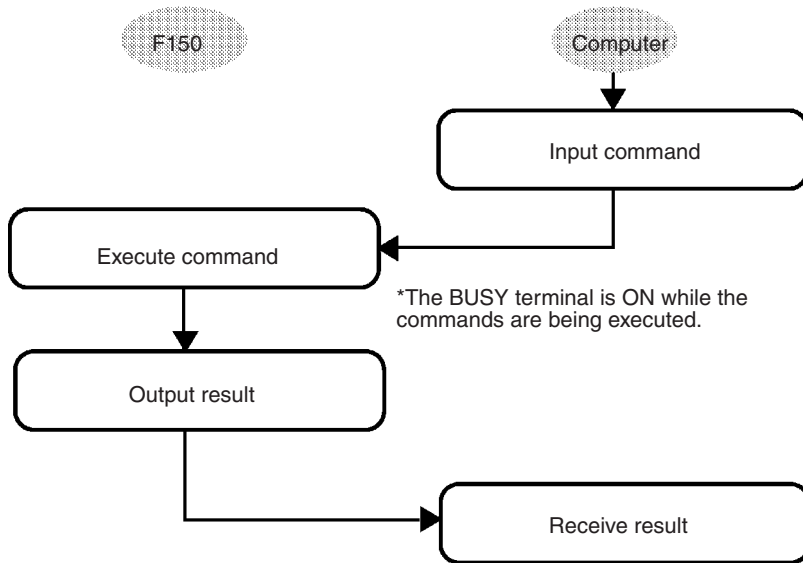 F150
Computer
Input command
Execute command
*The BUSY terminal is ON while the
commands are being executed.
Output result
Receive result